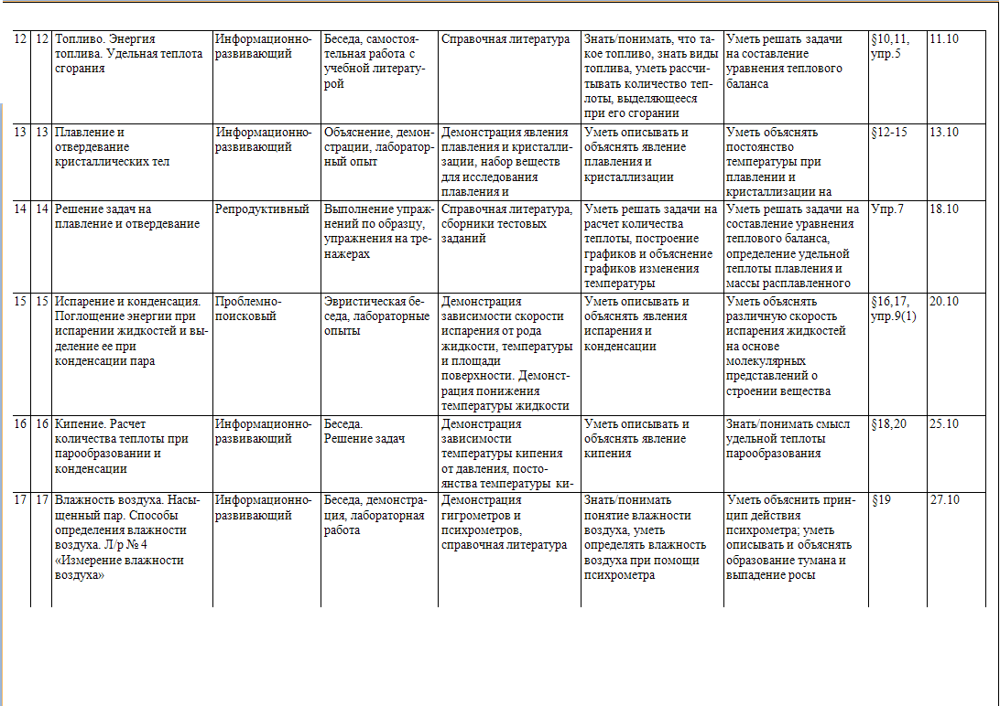 12 12 Топливо. Энергия топлива. Удельная теплота сгорания
Информационно-
развивающий
Беседа, самостоя-
тельная работа с
учебной литерату-
рой
Справочная литература
Знать/понимать, что та-
кое топливо, знать виды
топлива, уметь рассчи-
тывать количество теп-
лоты, выделяющееся
при его сгорании
Уметь решать задачи
на составление
уравнения теплового
баланса
§10,11,
упр.5
11.10
13 13 Плавление и
отвердевание
кристаллических тел
Информационно-
развивающий
Объяснение, демон-
страции, лаборатор-
ный опыт
Демонстрация явления
плавления и кристалли-
зации, набор веществ
для исследования
плавления и
Уметь описывать и
объяснять явление
плавления и
кристаллизации
Уметь объяснять
постоянство
температуры при
плавлении и
кристаллизации на
§12-15
13.10
14 14 Решение задач на
плавление и отвердевание
Репродуктивный
Выполнение упраж-
нений по образцу,
упражнения на тре-
нажерах
Справочная литература,
сборники тестовых
заданий
Уметь решать задачи на
расчет количества
теплоты, построение
графиков и объяснение
графиков изменения
температуры
Уметь решать задачи на
составление уравнения
теплового баланса,
определение удельной
теплоты плавления и
массы расплавленного
Упр.7
18.10
15 15 Испарение и конденсация.
Поглощение энергии при
испарении жидкостей и вы-
деление ее при
конденсации пара
Проблемно-
поисковый
Эвристическая бе-
седа, лабораторные
опыты
Демонстрация
зависимости скорости
испарения от рода
жидкости, температуры
и площади
поверхности. Демонст-
рация понижения
температуры жидкости
Уметь описывать и
объяснять явления
испарения и
конденсации
Уметь объяснять
различную скорость
испарения жидкостей
на основе
молекулярных
представлений о
строении вещества
§16,17,
упр.9(1)
20.10
16 16 Кипение. Расчет
количества теплоты при
парообразовании и
конденсации
Информационно-
развивающий
Беседа.
Решение задач
Демонстрация
зависимости
температуры кипения
от давления, посто-
янства температуры ки-
Уметь описывать и
объяснять явление
кипения
Знать/понимать смысл
удельной теплоты
парообразования
§18,20
25.10
17 17 Влажность воздуха. Насы-
щенный пар. Способы
определения влажности
воздуха. Л/р № 4
«Измерение влажности
воздуха»
Информационно-
развивающий
Беседа, демонстра-
ция, лабораторная
работа
Демонстрация
гигрометров и
психрометров,
справочная литература
Знать/понимать
понятие влажности
воздуха, уметь
определять влажность
воздуха при помощи
психрометра
Уметь объяснить прин-
цип действия
психрометра; уметь
описывать и объяснять
образование тумана и
выпадение росы
§19
27.10